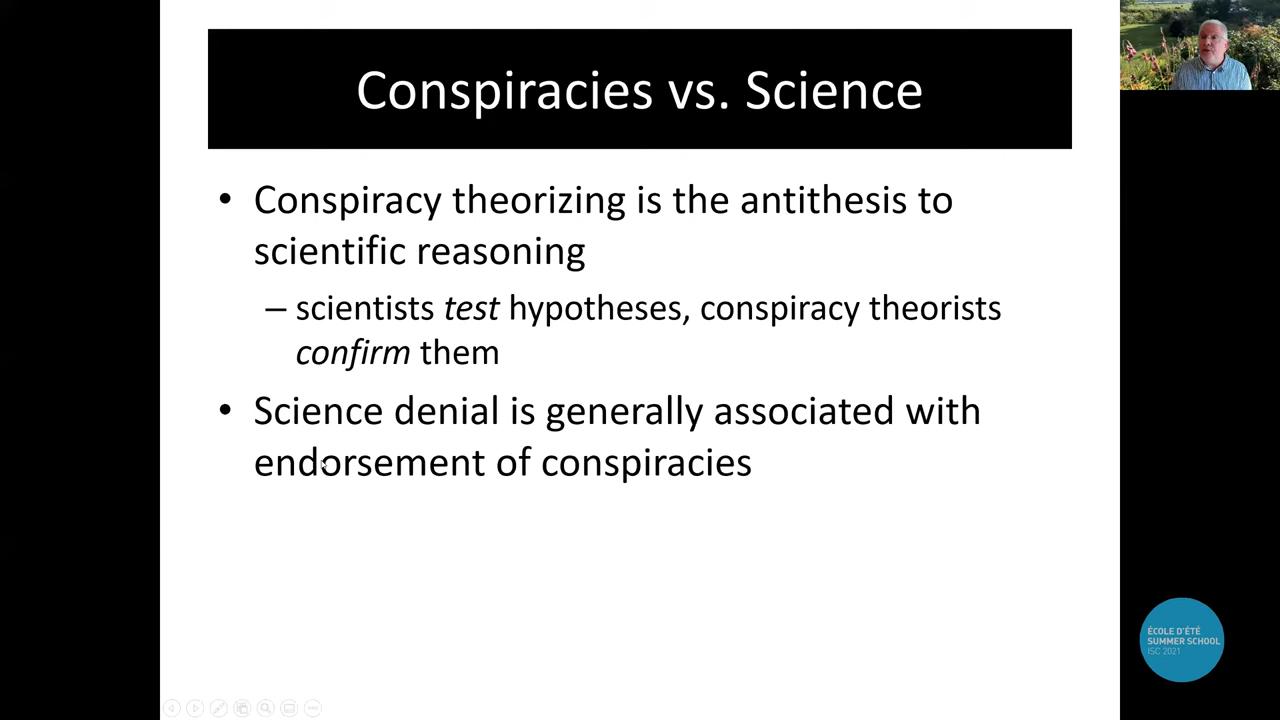 Conspiracies vs. Science
• Conspiracy theorizing is the antithesis to
scientific reasoning
– scientists test hypotheses, conspiracy theorists
confirm them
• Science denial is generally associated with
endorsement of conspiracies
ÉCOLE D'ÉTÉ
SUMMER SCHOOL
ISC 2021